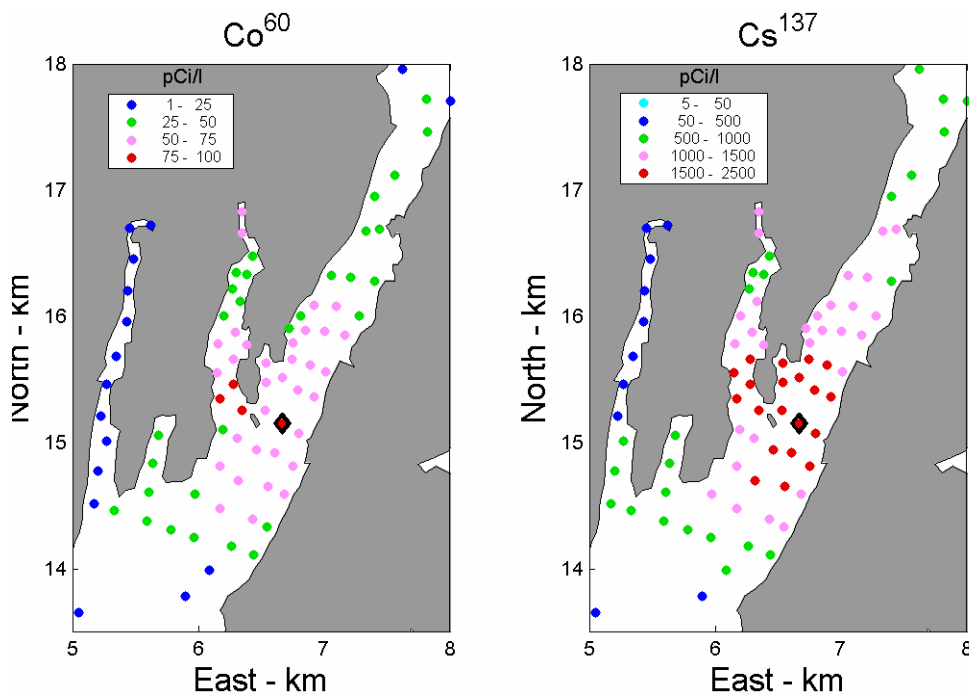 Co⁶⁰
pCi/l
1 - 25
25 - 50
50 - 75
75 - 100
18
17
16
15
14
North - km
5
6
7
8
East - km
Cs¹³⁷
pCi/l
5 - 50
50 - 500
500 - 1000
1000 - 1500
1500 - 2500
18
17
16
15
14
North - km
5
6
7
8
East - km